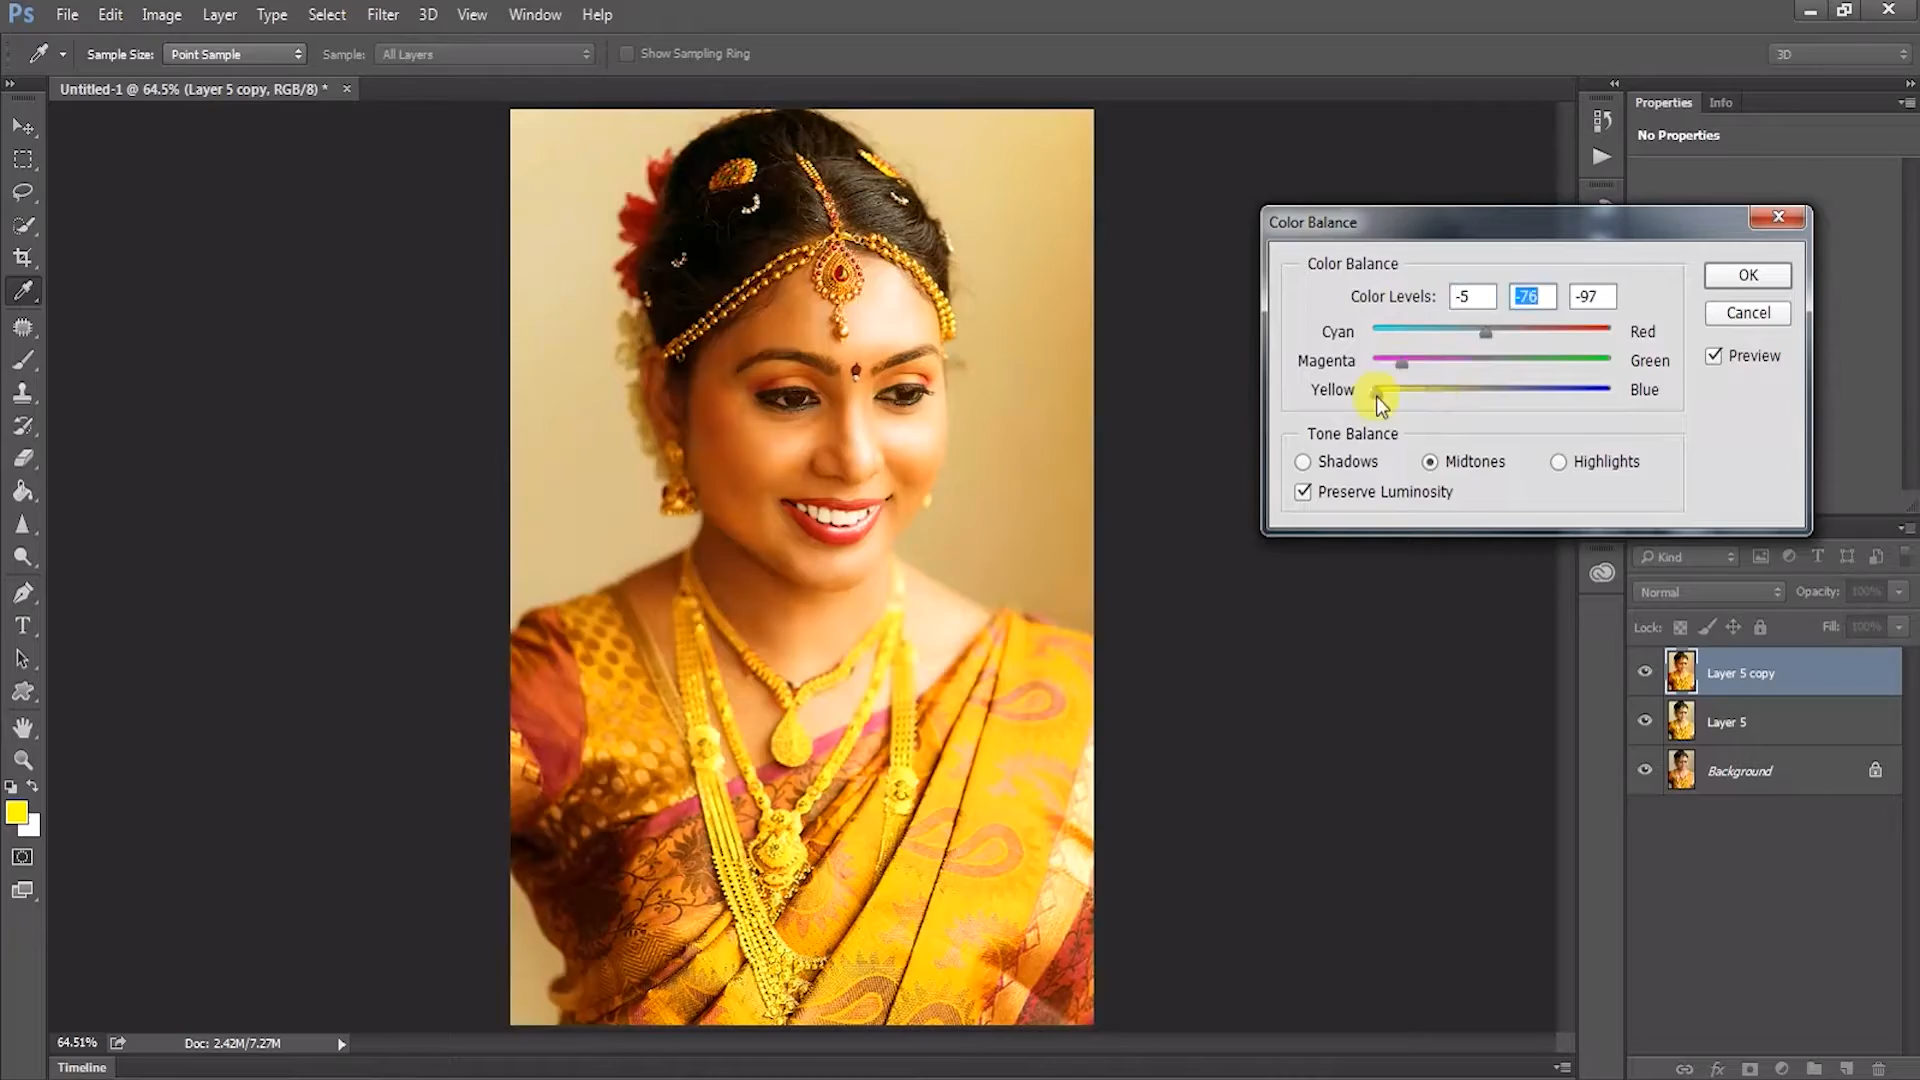 Ps File Edit Image Layer Type Select Filter 3D View Window Help
Sample Size: Point Sample Sample: All Layers Show Sampling Ring 3D
Untitled-1 @ 64.5% (Layer 5 copy, RGB/8) * ×
Properties Info
No Properties
Color Balance
Color Balance
OK
Color Levels: -5 -76 -97
Cancel
Cyan Red
Magenta Green
Preview
Yellow Blue
Tone Balance
Shadows Midtones Highlights
Preserve Luminosity
Kind
Normal Opacity: 100%
Lock: Fill: 100%
Layer 5 copy
Layer 5
Background
64.51% Doc: 2.42M/7.27M
Timeline